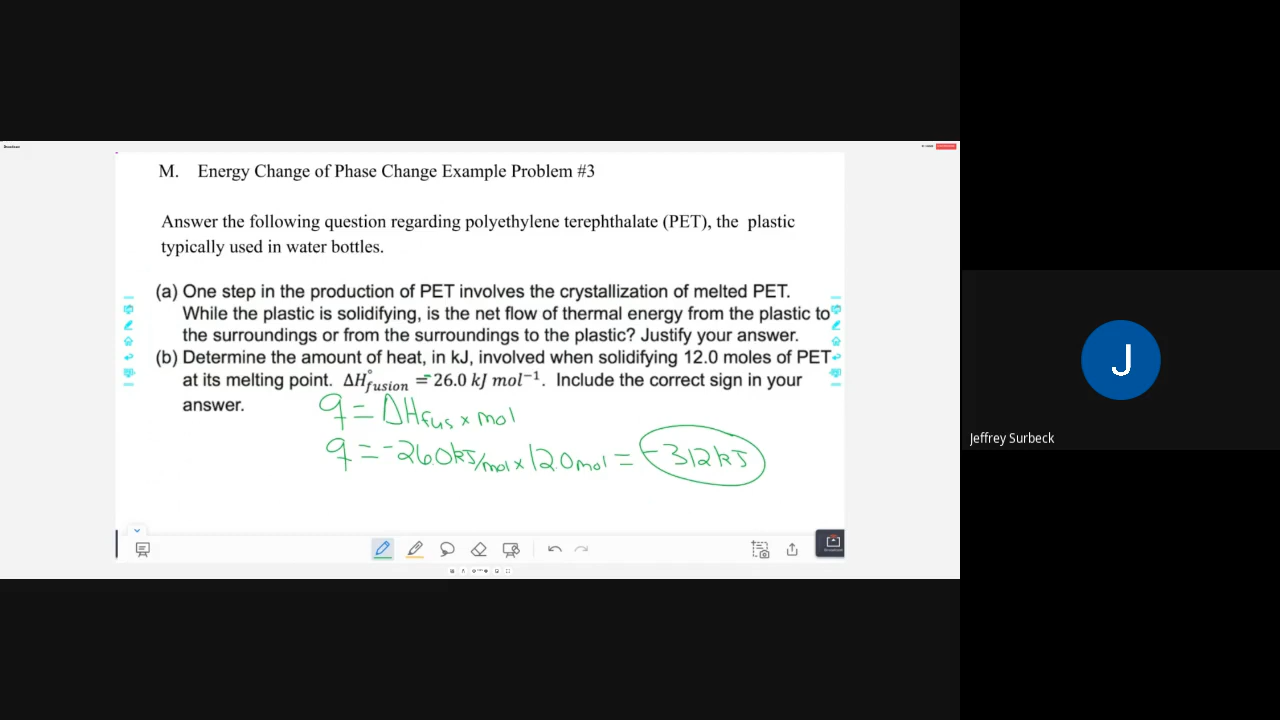 M. Energy Change of Phase Change Example Problem #3
Answer the following question regarding polyethylene terephthalate (PET), the plastic
typically used in water bottles.
(a) One step in the production of PET involves the crystallization of melted PET.
While the plastic is solidifying, is the net flow of thermal energy from the plastic to
the surroundings or from the surroundings to the plastic? Justify your answer.
(b) Determine the amount of heat, in kJ, involved when solidifying 12.0 moles of PET
at its melting point. ΔH°fusion = -26.0 kJ mol⁻¹. Include the correct sign in your
answer.
q = ΔHfus x mol
q = -26.0kJ/mol x 12.0mol = -312kJ
J
Jeffrey Surbeck